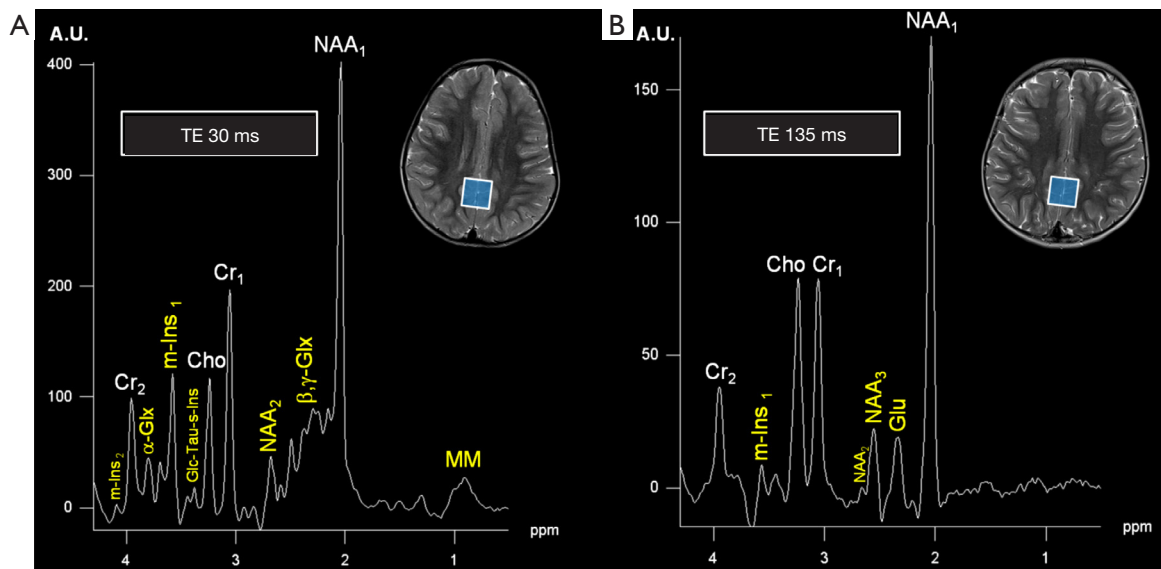 A
A.U.
NAA₁
400
TE 30 ms
300
Cr₁
200
m-Ins ₁
Cho
Cr₂
β,γ-Glx
α-Glx
Glc-Tau-s-Ins
NAA₂
100
m-Ins₂
MM
0
ppm
4
3
2
1
B
A.U.
NAA₁
150
TE 135 ms
100
Cho
Cr₁
50
Cr₂
m-Ins ₁
NAA₃
Glu
NAA₂
0
ppm
4
3
2
1